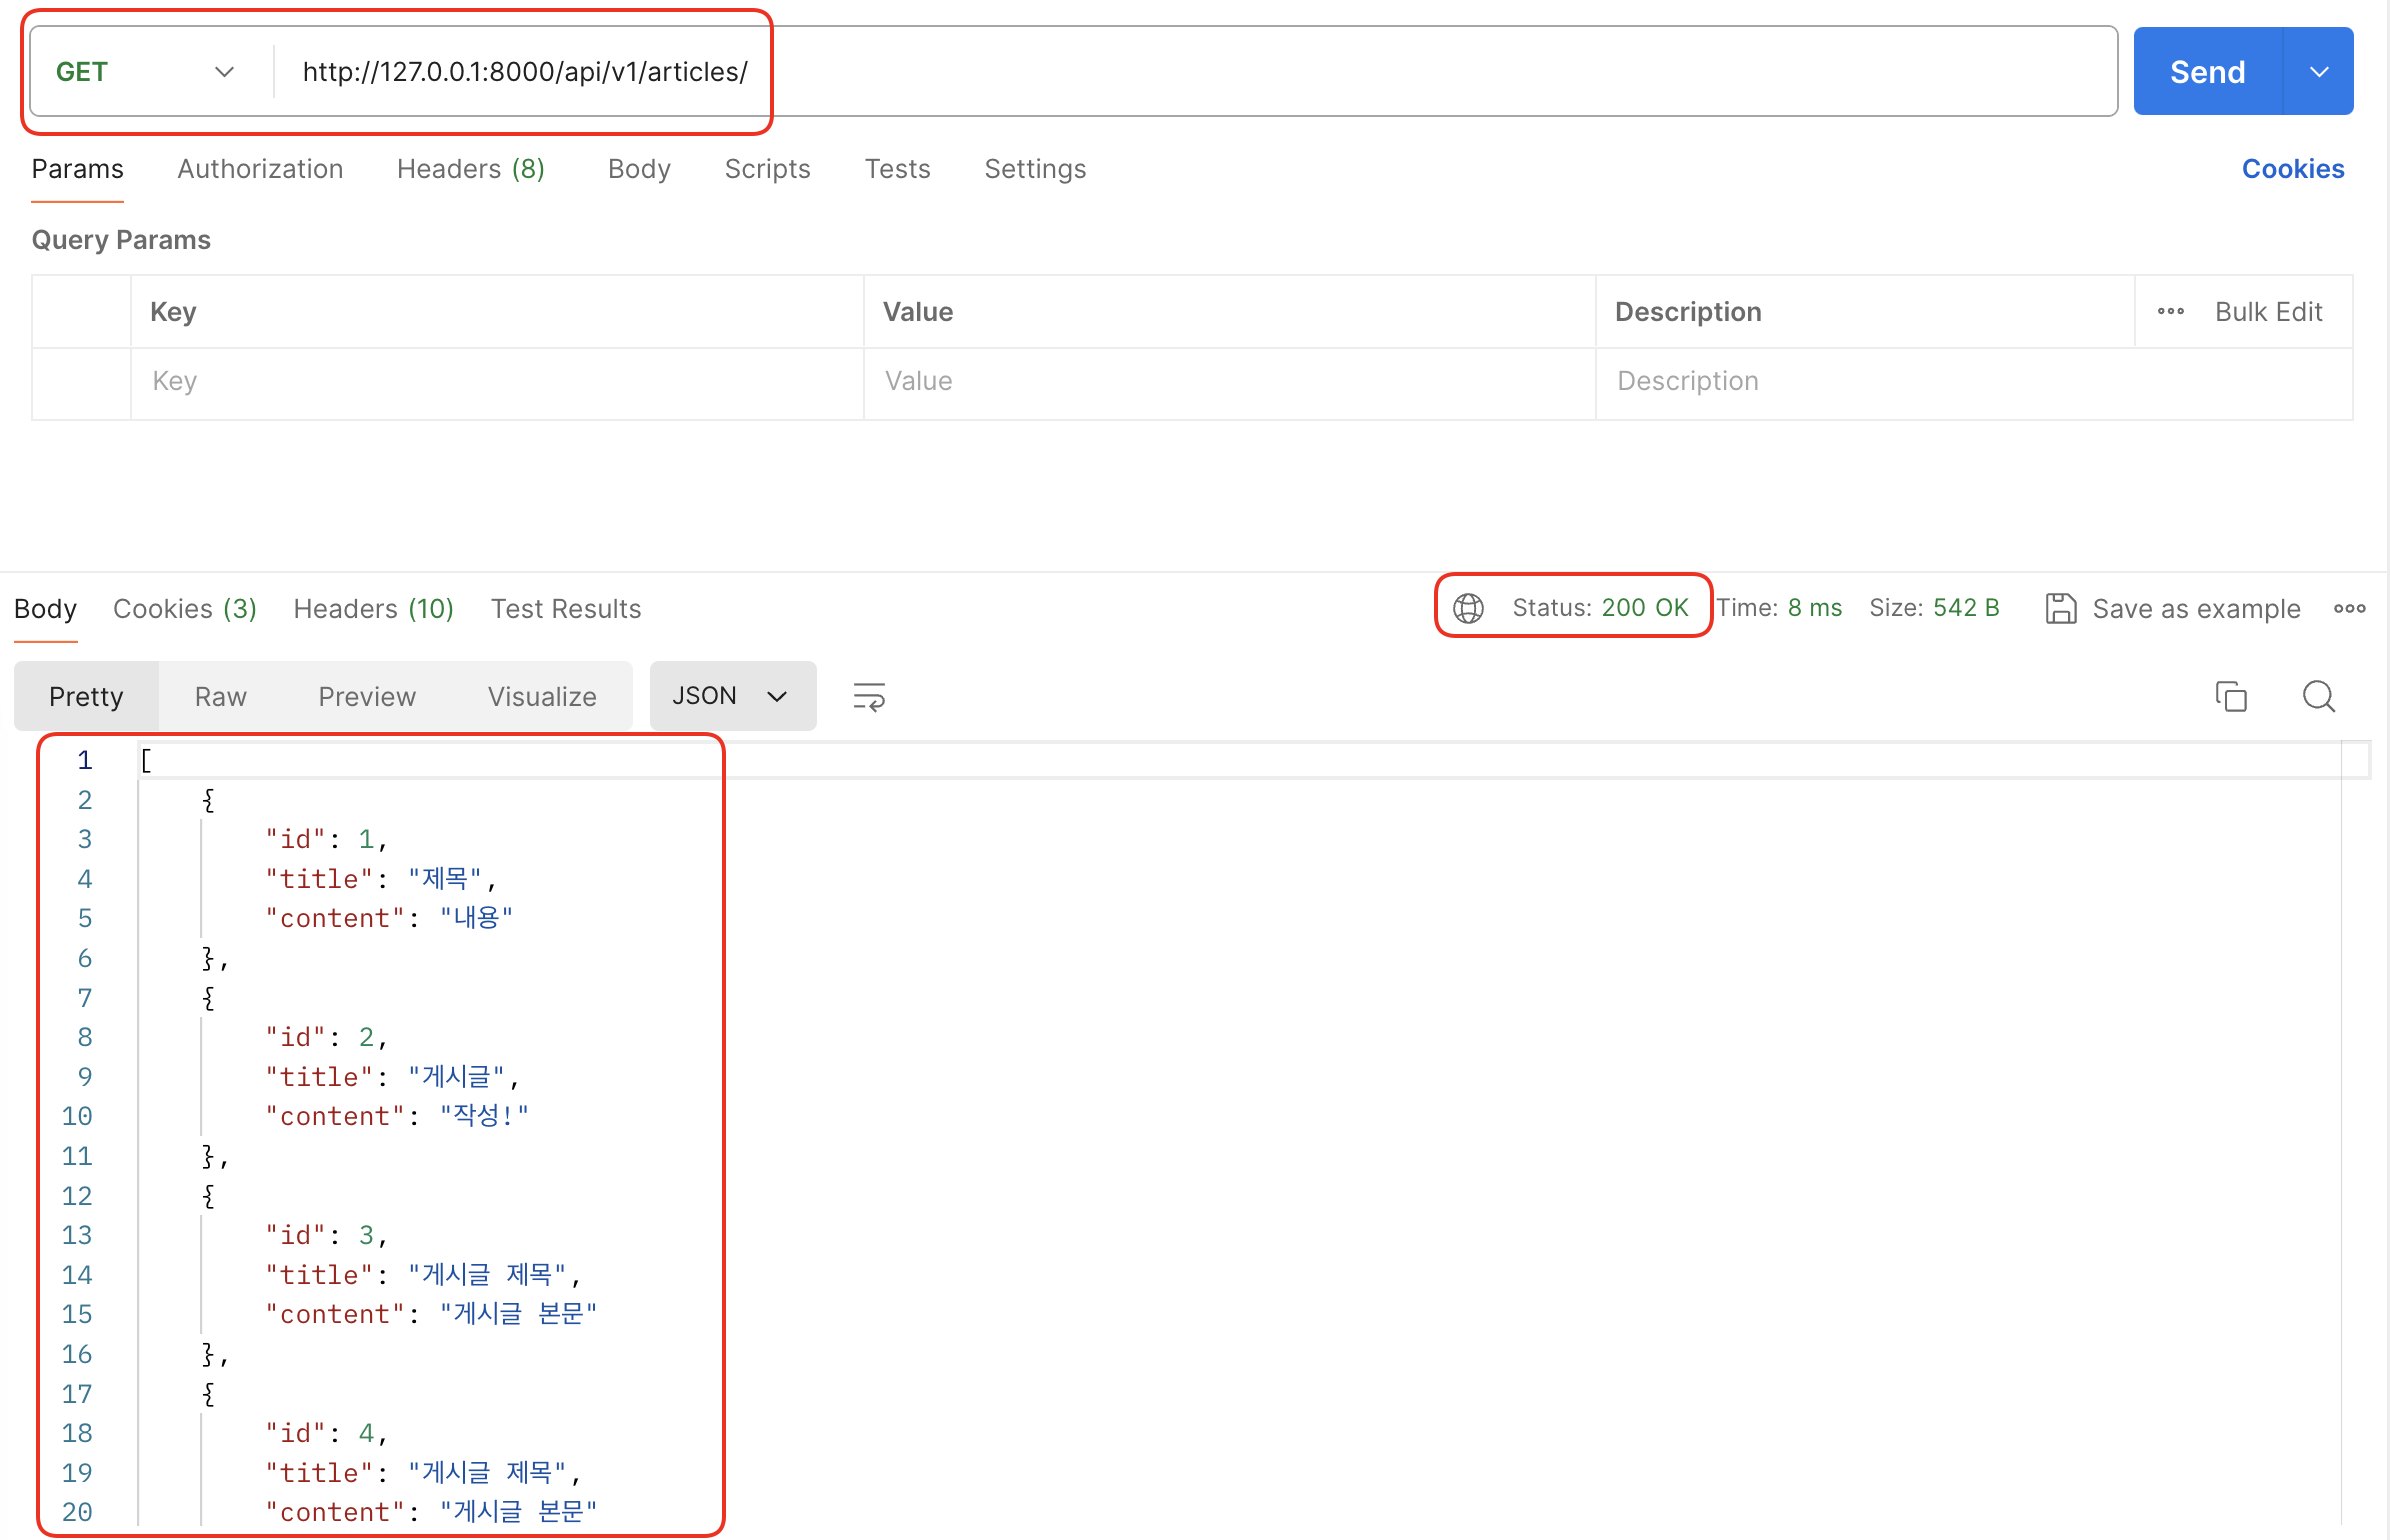 GET http://127.0.0.1:8000/api/v1/articles/ Send
Params Authorization Headers (8) Body Scripts Tests Settings Cookies
Query Params
Key Value Description Bulk Edit
Key Value Description
Body Cookies (3) Headers (10) Test Results Status: 200 OK Time: 8 ms Size: 542 B Save as example
Pretty Raw Preview Visualize JSON
1 [
2 {
3 "id": 1,
4 "title": "제목",
5 "content": "내용"
6 },
7 {
8 "id": 2,
9 "title": "게시글",
10 "content": "작성!"
11 },
12 {
13 "id": 3,
14 "title": "게시글 제목",
15 "content": "게시글 본문"
16 },
17 {
18 "id": 4,
19 "title": "게시글 제목",
20 "content": "게시글 본문"